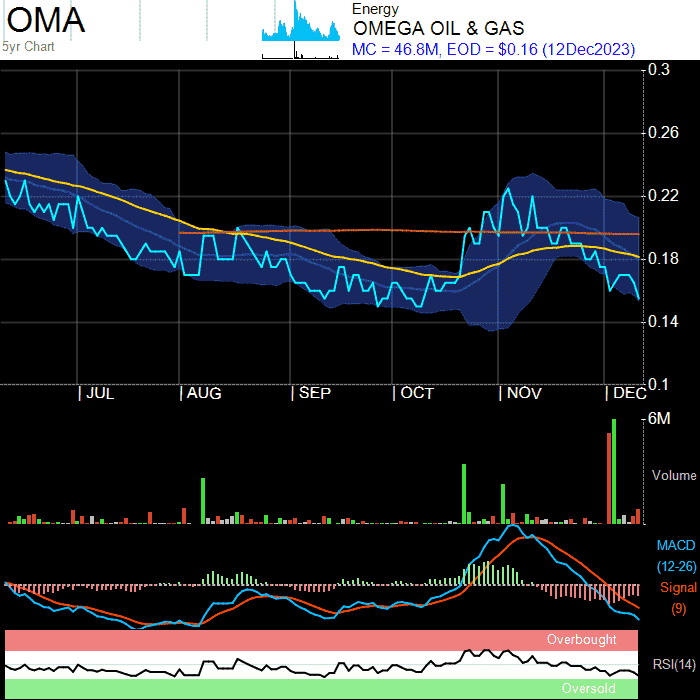 OMA
5yr Chart
Energy
OMEGA OIL & GAS
MC = 46.8M, EOD = $0.16 (12Dec2023)
0.3
0.26
0.22
0.18
0.14
0.1
JUL AUG SEP OCT NOV DEC
6M
Volume
MACD
(12-26)
Signal
(9)
Overbought
RSI(14)
Oversold